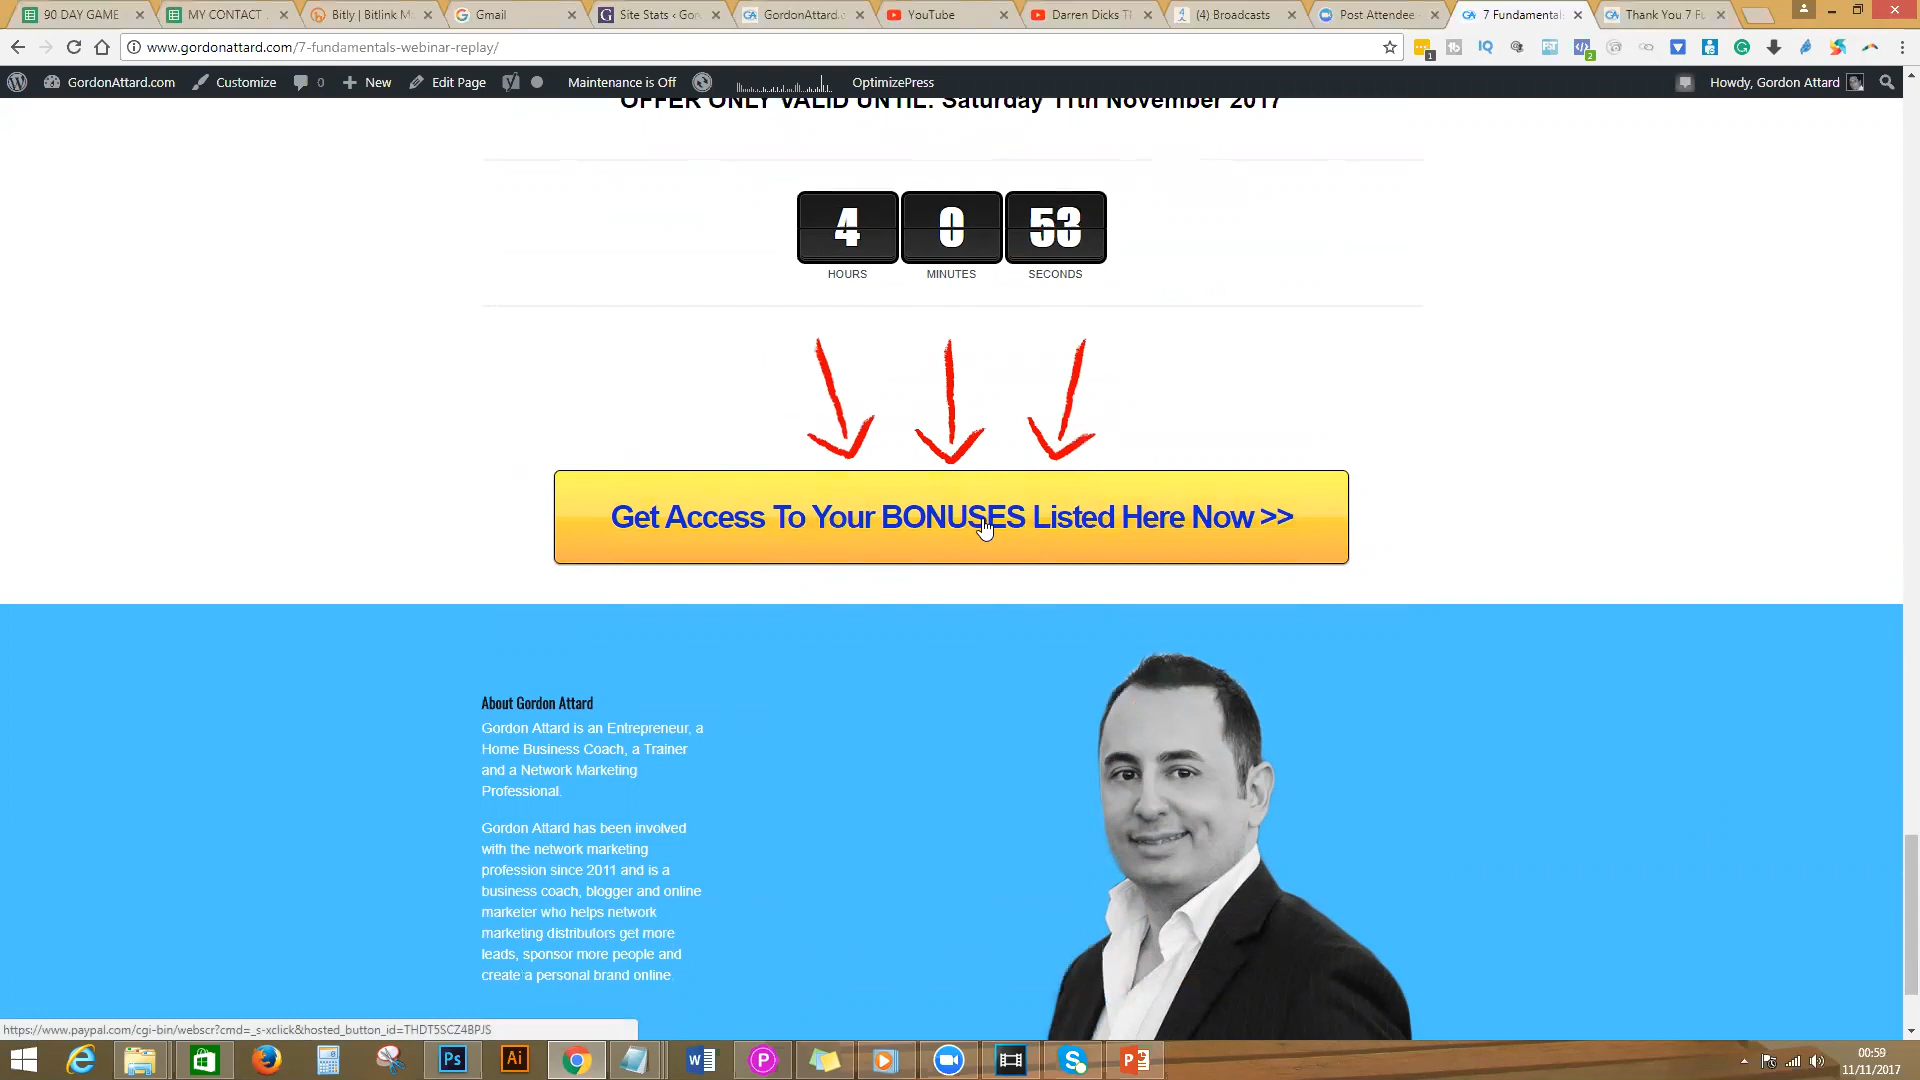 90 DAY GAME
MY CONTACT
Bitly | Bitlink M
Gmail
Site Stats ‹ Gor
GordonAttard.c
YouTube
Darren Dicks T
(4) Broadcasts
Post Attendee
7 Fundamental
Thank You 7 Fu
www.gordonattard.com/7-fundamentals-webinar-replay/
GordonAttard.com
Customize
0
New
Edit Page
Maintenance is Off
OptimizePress
Howdy, Gordon Attard
OFFER ONLY VALID UNTIL: Saturday 11th November 2017
4
0
53
HOURS
MINUTES
SECONDS
Get Access To Your BONUSES Listed Here Now >>
About Gordon Attard
Gordon Attard is an Entrepreneur, a
Home Business Coach, a Trainer
and a Network Marketing
Professional.
Gordon Attard has been involved
with the network marketing
profession since 2011 and is a
business coach, blogger and online
marketer who helps network
marketing distributors get more
leads, sponsor more people and
create a personal brand online.
https://www.paypal.com/cgi-bin/webscr?cmd=_s-xclick&hosted_button_id=THDT5SCZ4BPJS
Ps
Ai
00:59
11/11/2017